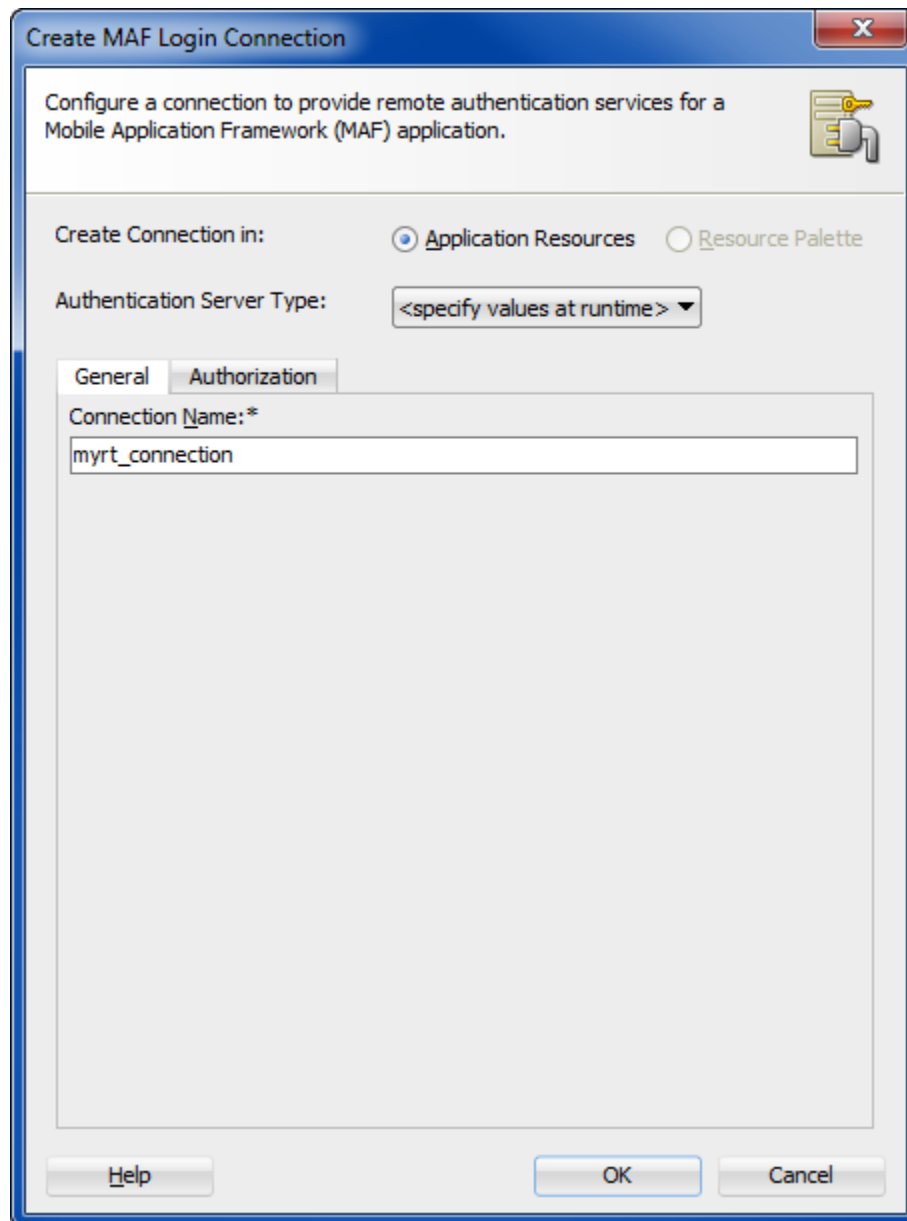 Create MAF Login Connection
Configure a connection to provide remote authentication services for a
Mobile Application Framework (MAF) application.
Create Connection in:
Application Resources
Resource Palette
Authentication Server Type:
<specify values at runtime>
General
Authorization
Connection Name:*
myrt_connection
Help
OK
Cancel